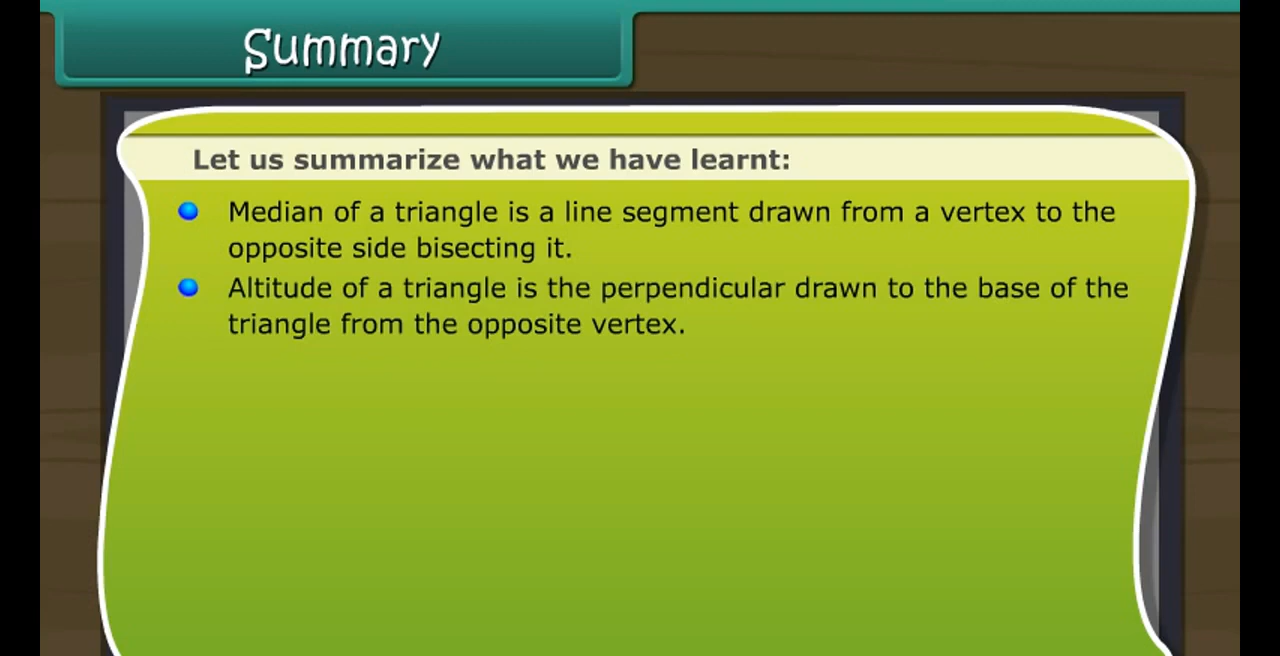 Summary
Let us summarize what we have learnt:
Median of a triangle is a line segment drawn from a vertex to the
opposite side bisecting it.
Altitude of a triangle is the perpendicular drawn to the base of the
triangle from the opposite vertex.